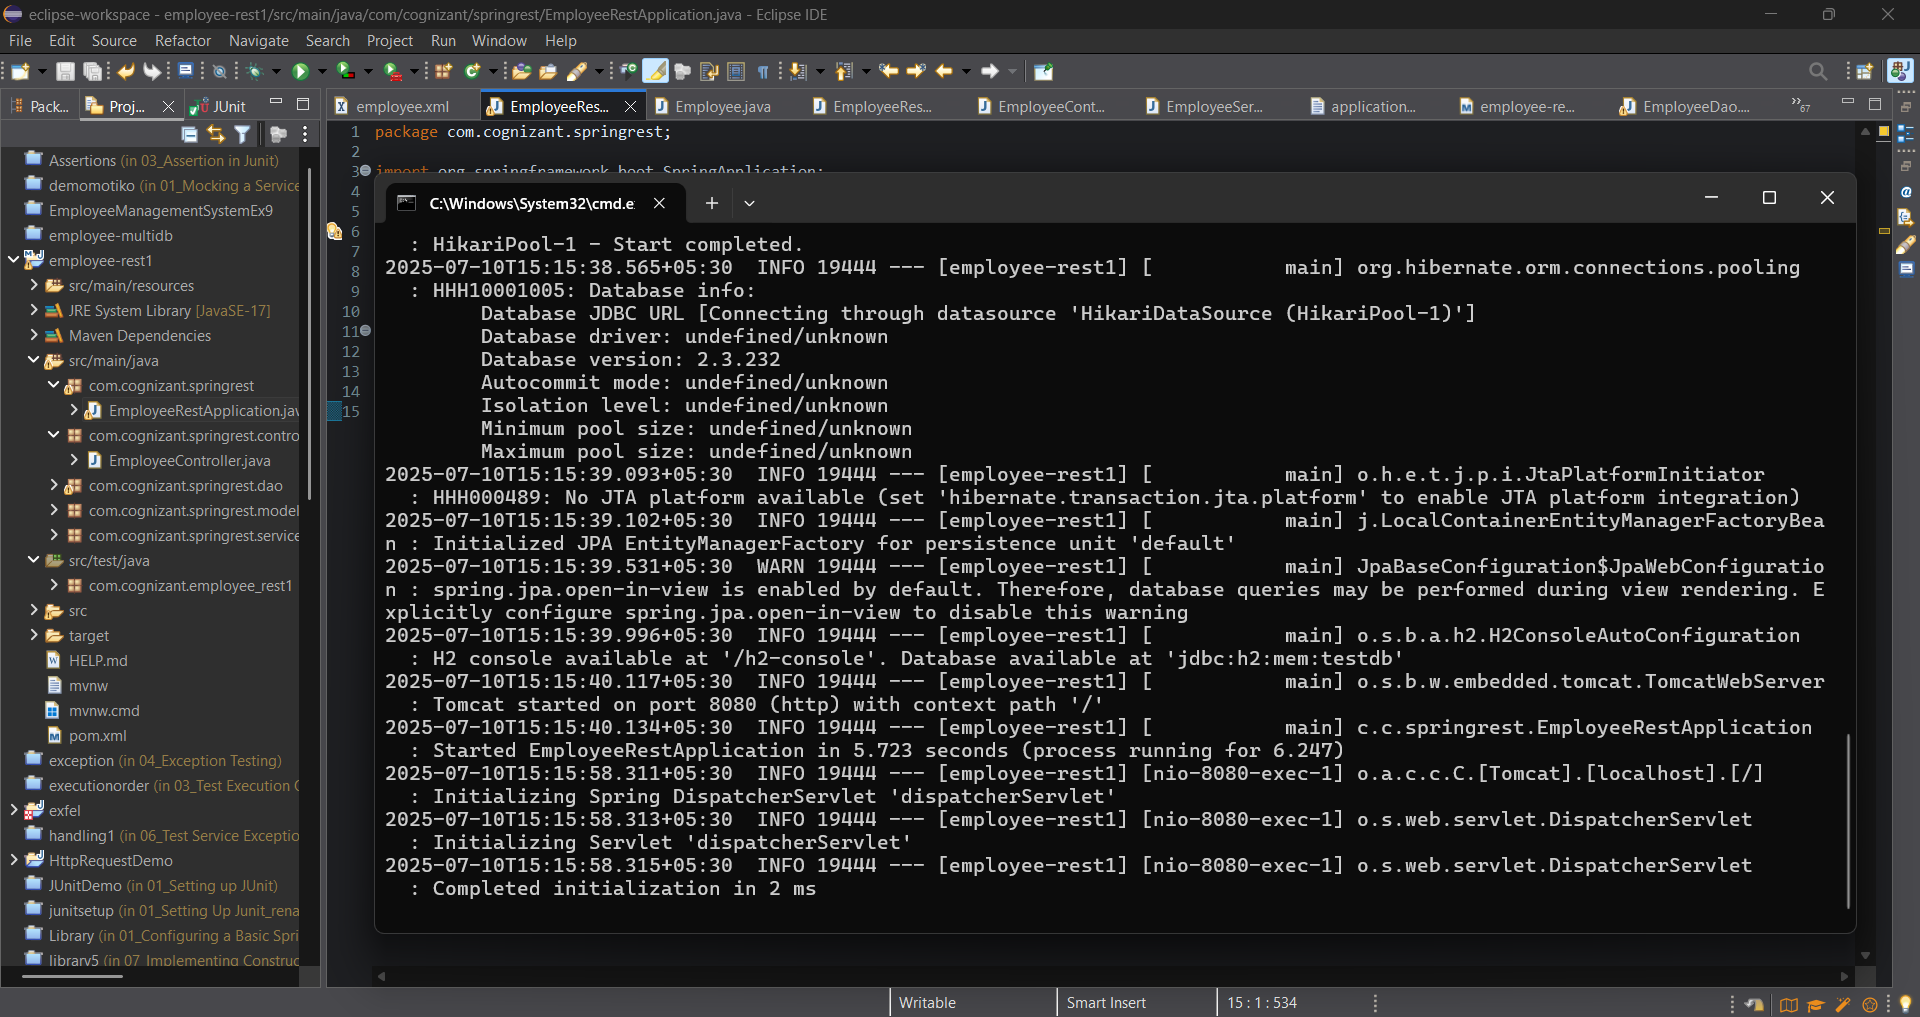 eclipse-workspace - employee-rest1/src/main/java/com/cognizant/springrest/EmployeeRestApplication.java - Eclipse IDE
File Edit Source Refactor Navigate Search Project Run Window Help
Pack... Proj... JUnit
employee.xml EmployeeRes... Employee.java EmployeeRes... EmployeeCont... EmployeeSer... application... employee-re... EmployeeDao.... »67
Assertions (in 03_Assertion in Junit)
demomotiko (in 01_Mocking a Service
EmployeeManagementSystemEx9
employee-multidb
employee-rest1
src/main/resources
JRE System Library [JavaSE-17]
Maven Dependencies
src/main/java
com.cognizant.springrest
EmployeeRestApplication.jav
com.cognizant.springrest.contro
EmployeeController.java
com.cognizant.springrest.dao
com.cognizant.springrest.model
com.cognizant.springrest.service
src/test/java
com.cognizant.employee_rest1
src
target
HELP.md
mvnw
mvnw.cmd
pom.xml
exception (in 04_Exception Testing)
executionorder (in 03_Test Execution
exfel
handling1 (in 06_Test Service Exceptio
HttpRequestDemo
JUnitDemo (in 01_Setting up JUnit)
junitsetup (in 01_Setting Up Junit_rena
Library (in 01_Configuring a Basic Spri
library5 (in 07_Implementing Construc
1 package com.cognizant.springrest;
2
3 import org.springframework.boot.SpringApplication;
4
5
6
7
8
9
10
11
12
13
14
15
C:\Windows\System32\cmd.e
: HikariPool-1 - Start completed.
2025-07-10T15:15:38.565+05:30 INFO 19444 --- [employee-rest1] [ main] org.hibernate.orm.connections.pooling
: HHH10001005: Database info:
Database JDBC URL [Connecting through datasource 'HikariDataSource (HikariPool-1)']
Database driver: undefined/unknown
Database version: 2.3.232
Autocommit mode: undefined/unknown
Isolation level: undefined/unknown
Minimum pool size: undefined/unknown
Maximum pool size: undefined/unknown
2025-07-10T15:15:39.093+05:30 INFO 19444 --- [employee-rest1] [ main] o.h.e.t.j.p.i.JtaPlatformInitiator
: HHH000489: No JTA platform available (set 'hibernate.transaction.jta.platform' to enable JTA platform integration)
2025-07-10T15:15:39.102+05:30 INFO 19444 --- [employee-rest1] [ main] j.LocalContainerEntityManagerFactoryBea
n : Initialized JPA EntityManagerFactory for persistence unit 'default'
2025-07-10T15:15:39.531+05:30 WARN 19444 --- [employee-rest1] [ main] JpaBaseConfiguration$JpaWebConfiguratio
n : spring.jpa.open-in-view is enabled by default. Therefore, database queries may be performed during view rendering. E
xplicitly configure spring.jpa.open-in-view to disable this warning
2025-07-10T15:15:39.996+05:30 INFO 19444 --- [employee-rest1] [ main] o.s.b.a.h2.H2ConsoleAutoConfiguration
: H2 console available at '/h2-console'. Database available at 'jdbc:h2:mem:testdb'
2025-07-10T15:15:40.117+05:30 INFO 19444 --- [employee-rest1] [ main] o.s.b.w.embedded.tomcat.TomcatWebServer
: Tomcat started on port 8080 (http) with context path '/'
2025-07-10T15:15:40.134+05:30 INFO 19444 --- [employee-rest1] [ main] c.c.springrest.EmployeeRestApplication
: Started EmployeeRestApplication in 5.723 seconds (process running for 6.247)
2025-07-10T15:15:58.311+05:30 INFO 19444 --- [employee-rest1] [nio-8080-exec-1] o.a.c.c.C.[Tomcat].[localhost].[/]
: Initializing Spring DispatcherServlet 'dispatcherServlet'
2025-07-10T15:15:58.313+05:30 INFO 19444 --- [employee-rest1] [nio-8080-exec-1] o.s.web.servlet.DispatcherServlet
: Initializing Servlet 'dispatcherServlet'
2025-07-10T15:15:58.315+05:30 INFO 19444 --- [employee-rest1] [nio-8080-exec-1] o.s.web.servlet.DispatcherServlet
: Completed initialization in 2 ms
Writable Smart Insert 15 : 1 : 534